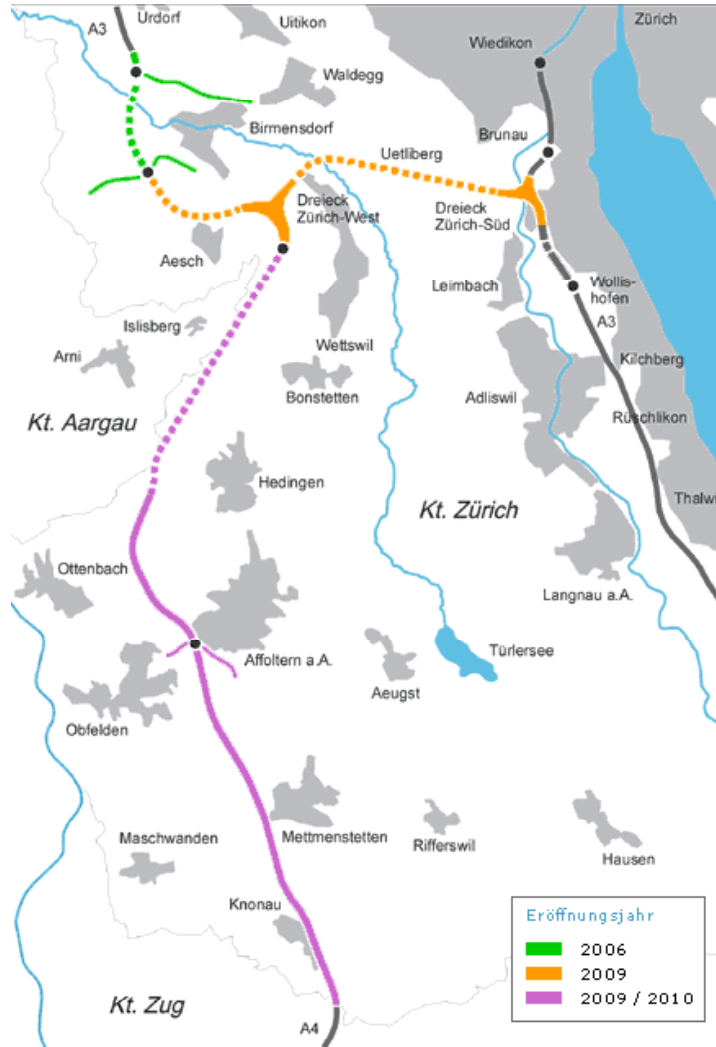 A3
Urdorf
Uitikon
Zürich
Wiedikon
Waldegg
Birmensdorf
Brunau
Uetliberg
Dreieck
Zürich-West
Dreieck
Zürich-Süd
Aesch
Leimbach
Wollis-
hofen
A3
Islisberg
Arni
Wettswil
Bonstetten
Kilchberg
Adliswil
Rüschlikon
Kt. Aargau
Hedingen
Thalwi
Kt. Zürich
Ottenbach
Langnau a.A.
Affoltern a.A.
Türlersee
Aeugst
Obfelden
Maschwanden
Mettmenstetten
Rifferswil
Hausen
Knonau
Kt. Zug
A4
Eröffnungsjahr
2006
2009
2009 / 2010